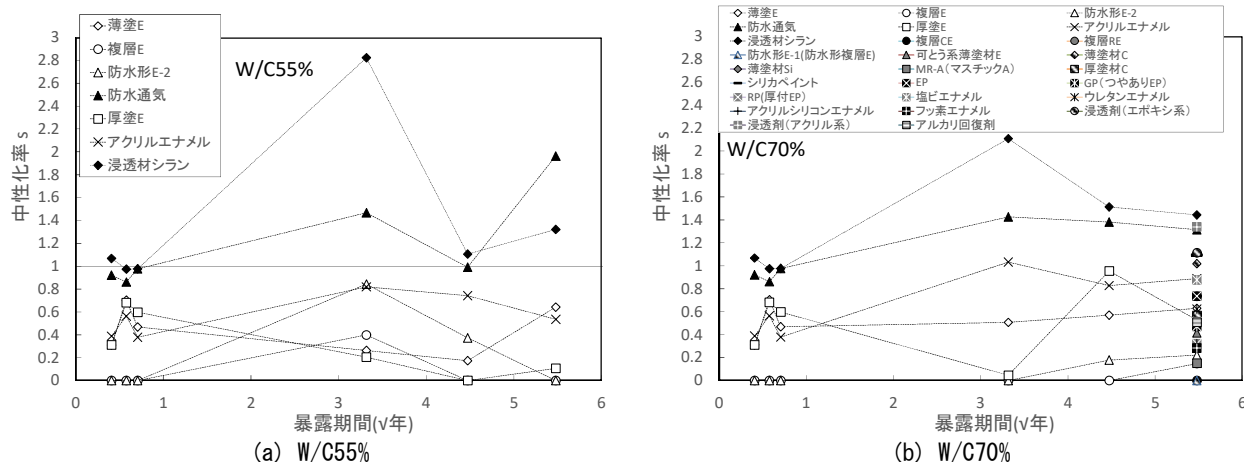 薄塗E
複層E
防水形E-2
防水通気
厚塗E
アクリルエナメル
浸透材シラン
W/C55%
3
2.8
2.6
2.4
2.2
2
1.8
1.6
1.4
1.2
1
0.8
0.6
0.4
0.2
0
中性化率 s
0 1 2 3 4 5 6
暴露期間(√年)
(a) W/C55%
薄塗E 複層E 防水形E-2
防水通気 厚塗E アクリルエナメル
浸透材シラン 複層CE 複層RE
防水形E-1(防水形複層E) 可とう系薄塗材E 薄塗材C
薄塗材Si MR-A(マスチックA) 厚塗材C
シリカペイント EP GP(つやありEP)
RP(厚付EP) 塩ビエナメル ウレタンエナメル
アクリルシリコンエナメル フッ素エナメル 浸透剤(エポキシ系)
浸透剤(アクリル系) アルカリ回復剤
W/C70%
3
2.8
2.6
2.4
2.2
2
1.8
1.6
1.4
1.2
1
0.8
0.6
0.4
0.2
0
中性化率 s
0 1 2 3 4 5 6
暴露期間(√年)
(b) W/C70%